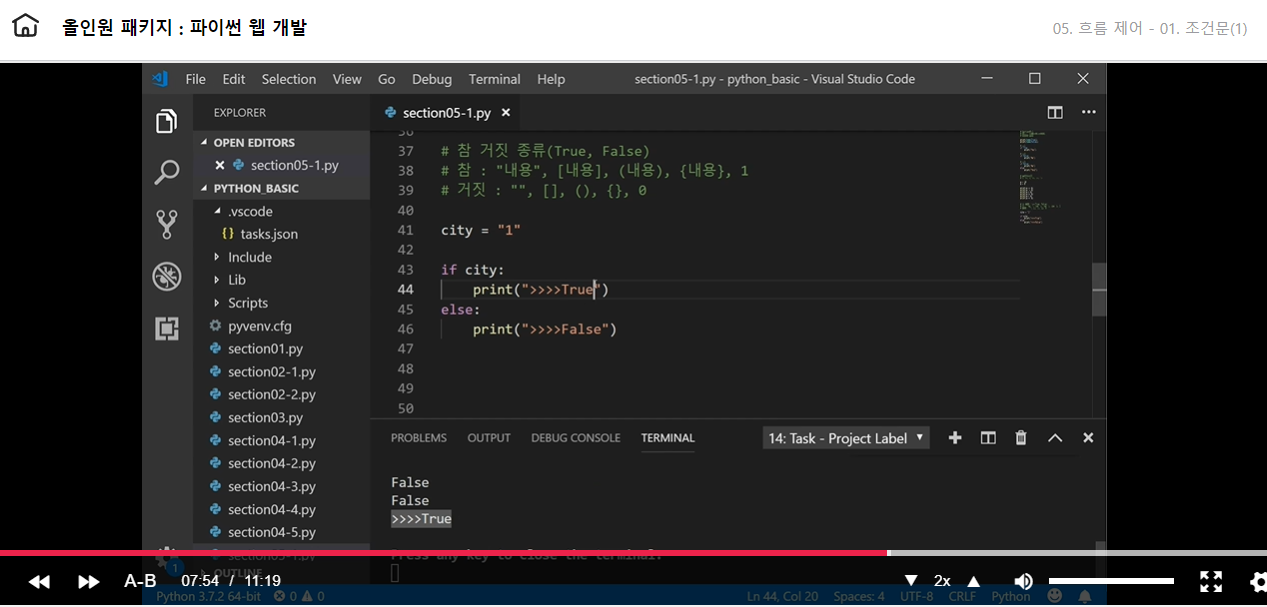 올인원 패키지 : 파이썬 웹 개발
05. 흐름 제어 - 01. 조건문(1)
File Edit Selection View Go Debug Terminal Help
section05-1.py - python_basic - Visual Studio Code
EXPLORER
OPEN EDITORS
section05-1.py
PYTHON_BASIC
.vscode
{} tasks.json
Include
Lib
Scripts
pyvenv.cfg
section01.py
section02-1.py
section02-2.py
section03.py
section04-1.py
section04-2.py
section04-3.py
section04-4.py
section04-5.py
section05-1.py
OUTLINE
section05-1.py
36
37 # 참 거짓 종류(True, False)
38 # 참 : "내용", [내용], (내용), {내용}, 1
39 # 거짓 : "", [], (), {}, 0
40
41 city = "1"
42
43 if city:
44 print(">>>>True")
45 else:
46 print(">>>>False")
47
48
49
50
PROBLEMS OUTPUT DEBUG CONSOLE TERMINAL
14: Task - Project Label
False
False
>>>>True
Press any key to close the terminal.
1
A-B 07:54 / 11:19
2x
Python 3.7.2 64-bit 0 0
Ln 44, Col 20 Spaces: 4 UTF-8 CRLF Python